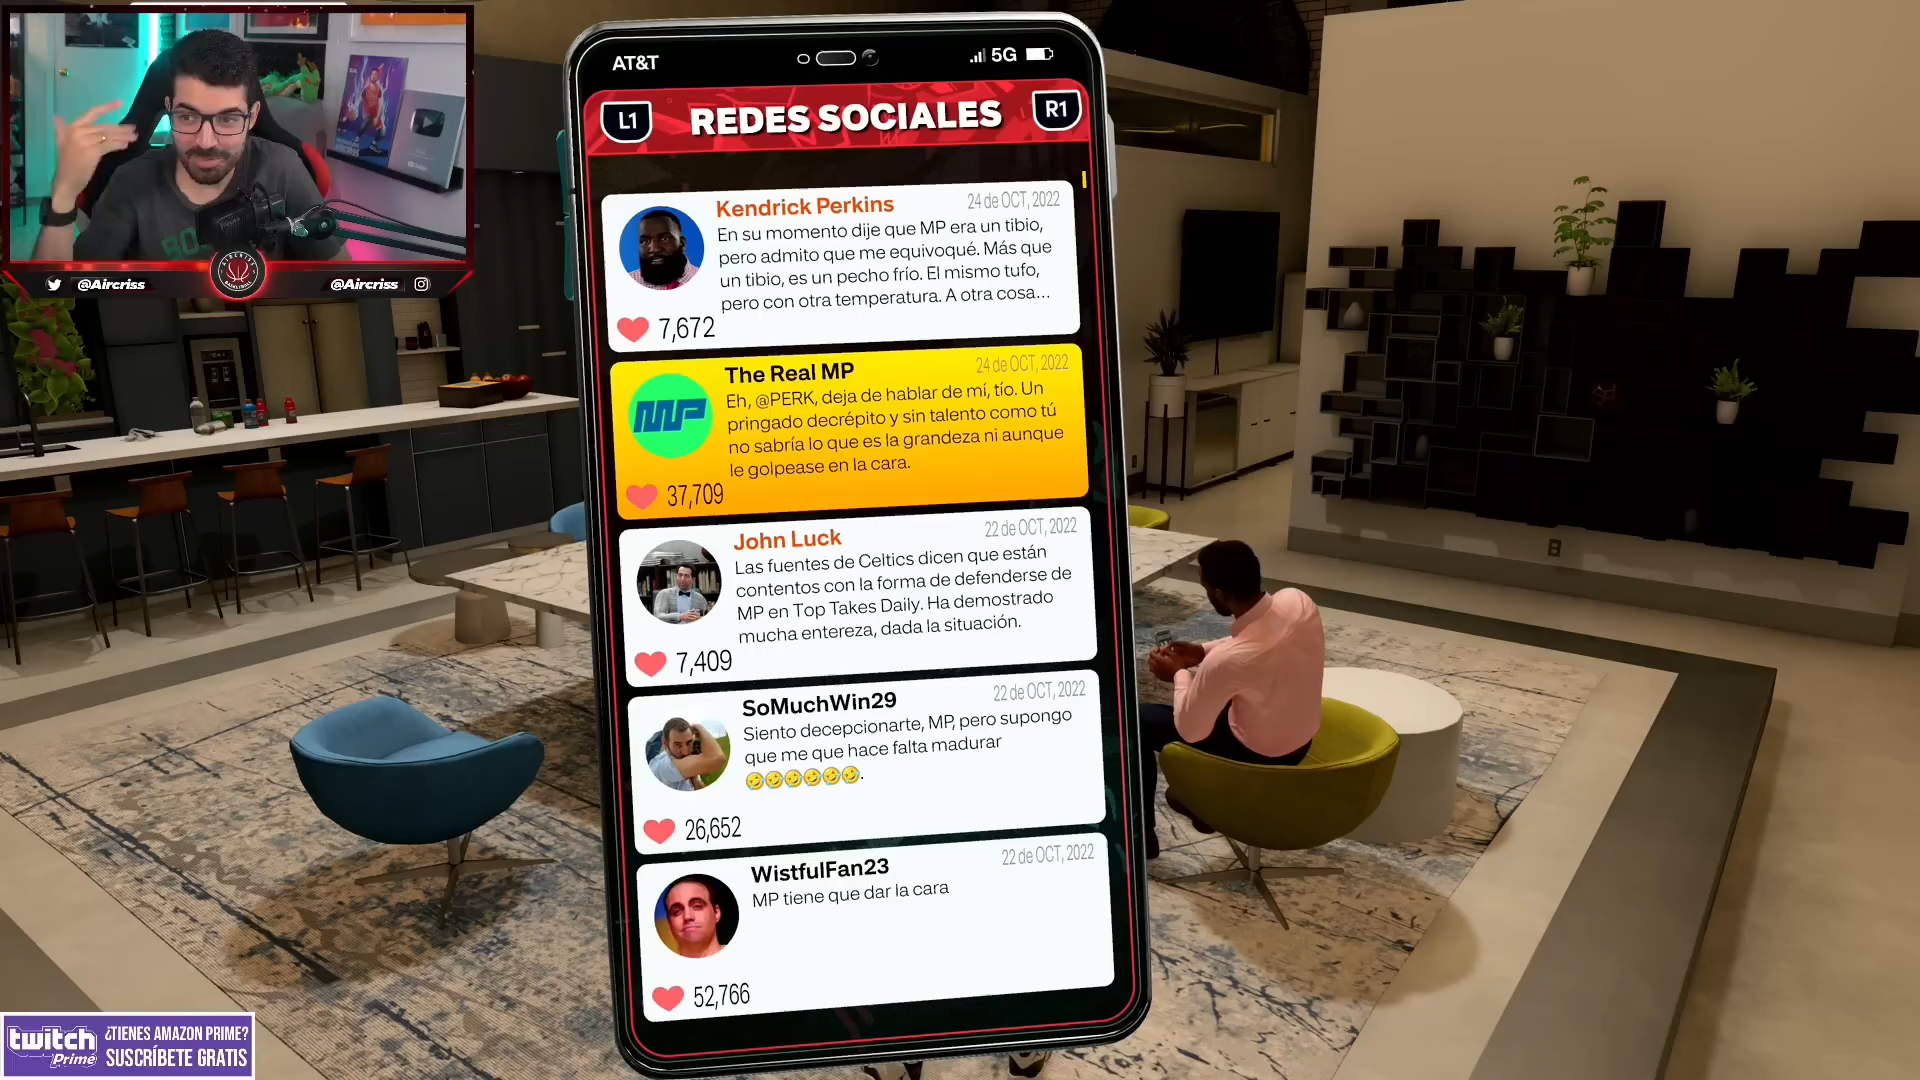 AT&T
5G
L1
REDES SOCIALES
R1
Kendrick Perkins
24 de OCT, 2022
En su momento dije que MP era un tibio,
pero admito que me equivoqué. Más que
un tibio, es un pecho frío. El mismo tufo,
pero con otra temperatura. A otra cosa...
7,672
The Real MP
24 de OCT, 2022
MP
Eh, @PERK, deja de hablar de mí, tío. Un
pringado decrépito y sin talento como tú
no sabría lo que es la grandeza ni aunque
le golpease en la cara.
37,709
John Luck
22 de OCT, 2022
Las fuentes de Celtics dicen que están
contentos con la forma de defenderse de
MP en Top Takes Daily. Ha demostrado
mucha entereza, dada la situación.
7,409
SoMuchWin29
22 de OCT, 2022
Siento decepcionarte, MP, pero supongo
que me que hace falta madurar
🤣🤣🤣🤣🤣🤣.
26,652
WistfulFan23
22 de OCT, 2022
MP tiene que dar la cara
52,766
@Aircriss
AIRCRISS
@Aircriss
twitch
Prime
¿TIENES AMAZON PRIME?
SUSCRÍBETE GRATIS